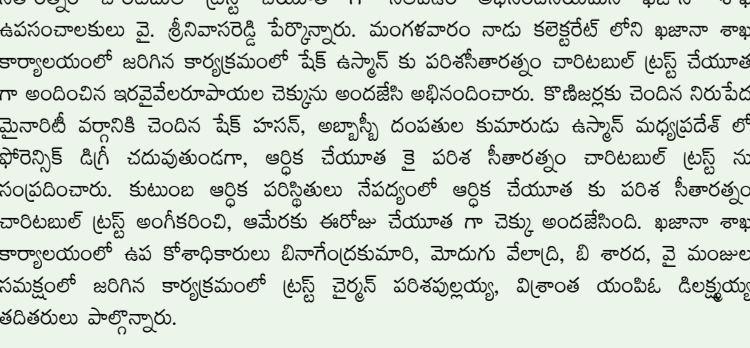 ఉపసంచాలకులు వై. శ్రీనివాసరెడ్డి పేర్కొన్నారు. మంగళవారం నాడు కలెక్టరేట్ లోని ఖజానా శాఖ
కార్యాలయంలో జరిగిన కార్యక్రమంలో షేక్ ఉస్మాన్ కు పరిశసీతారత్నం చారిటబుల్ ట్రస్ట్ చేయూత
గా అందించిన ఇరవైవేలరూపాయల చెక్కును అందజేసి అభినందించారు. కొణిజర్లకు చెందిన నిరుపేద
మైనారిటీ వర్గానికి చెందిన షేక్ హసన్, అబ్బాస్బీ దంపతుల కుమారుడు ఉస్మాన్ మధ్యప్రదేశ్ లో
ఫోరెన్సిక్ డిగ్రీ చదువుతుండగా, ఆర్ధిక చేయూత కై పరిశ సీతారత్నం చారిటబుల్ ట్రస్ట్ ను
సంప్రదించారు. కుటుంబ ఆర్ధిక పరిస్థితులు నేపద్యంలో ఆర్ధిక చేయూత కు పరిశ సీతారత్నం
చారిటబుల్ ట్రస్ట్ అంగీకరించి, ఆమేరకు ఈరోజు చేయూత గా చెక్కు అందజేసింది. ఖజానా శాఖ
కార్యాలయంలో ఉప కోశాధికారులు బినాగేంద్రకుమారి, మోదుగు వేలాద్రి, బి శారద, వై మంజుల
సమక్షంలో జరిగిన కార్యక్రమంలో ట్రస్ట్ చైర్మన్ పరిశపుల్లయ్య, విశ్రాంత యంపిఓ డిలక్ష్మయ్య
తదితరులు పాల్గొన్నారు.